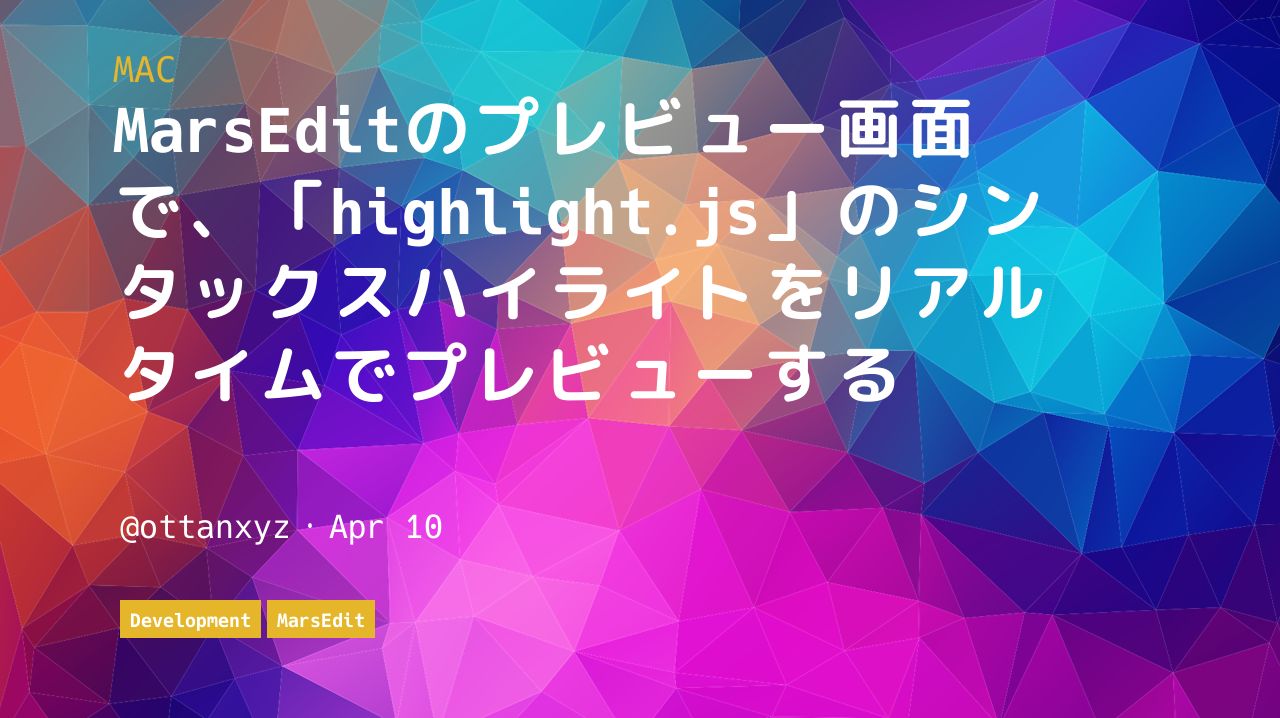 MAC
MarsEditのプレビュー画面
で、「highlight.js」のシン
タックスハイライトをリアル
タイムでプレビューする
@ottanxyz · Apr 10
Development MarsEdit